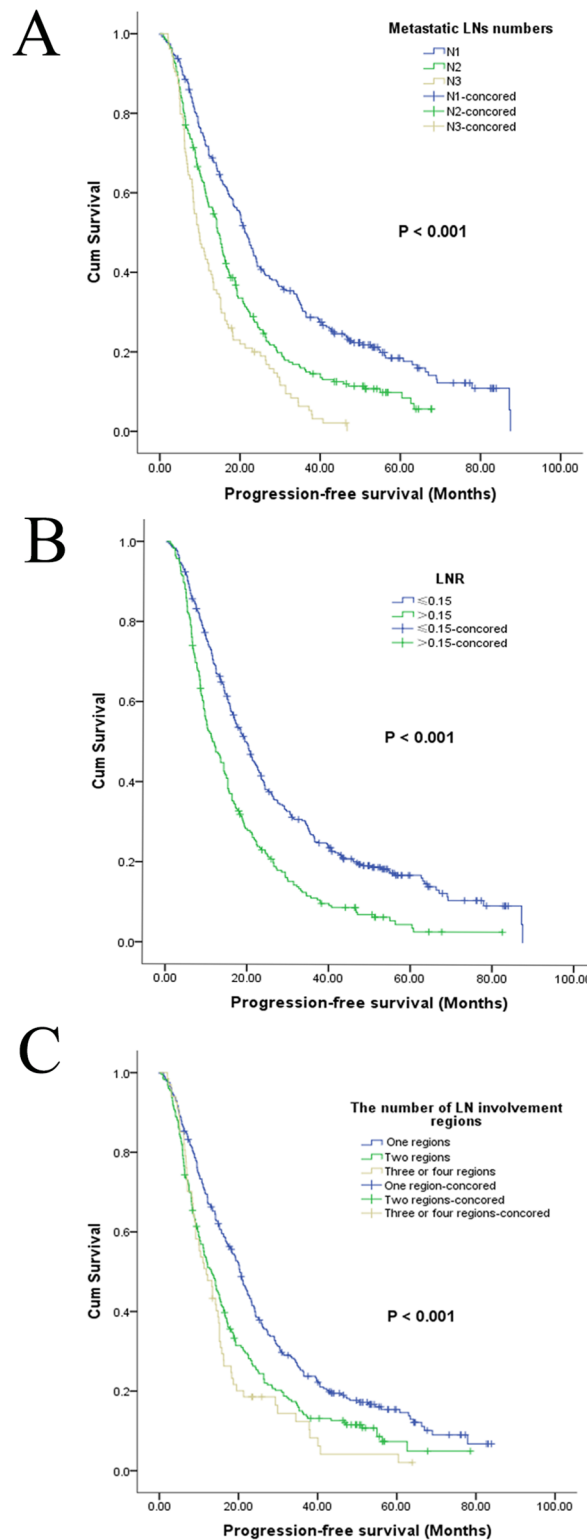 A
Metastatic LNs numbers
N1
N2
N3
N1-concored
N2-concored
N3-concored
P < 0.001
Cum Survival
1.0
0.8
0.6
0.4
0.2
0.0
0.00 20.00 40.00 60.00 80.00 100.00
Progression-free survival (Months)
B
LNR
≤0.15
>0.15
≤0.15-concored
>0.15-concored
P < 0.001
Cum Survival
1.0
0.8
0.6
0.4
0.2
0.0
0.00 20.00 40.00 60.00 80.00 100.00
Progression-free survival (Months)
C
The number of LN involvement
regions
One regions
Two regions
Three or four regions
One region-concored
Two regions-concored
Three or four regions-concored
P < 0.001
Cum Survival
1.0
0.8
0.6
0.4
0.2
0.0
0.00 20.00 40.00 60.00 80.00 100.00
Progression-free survival (Months)